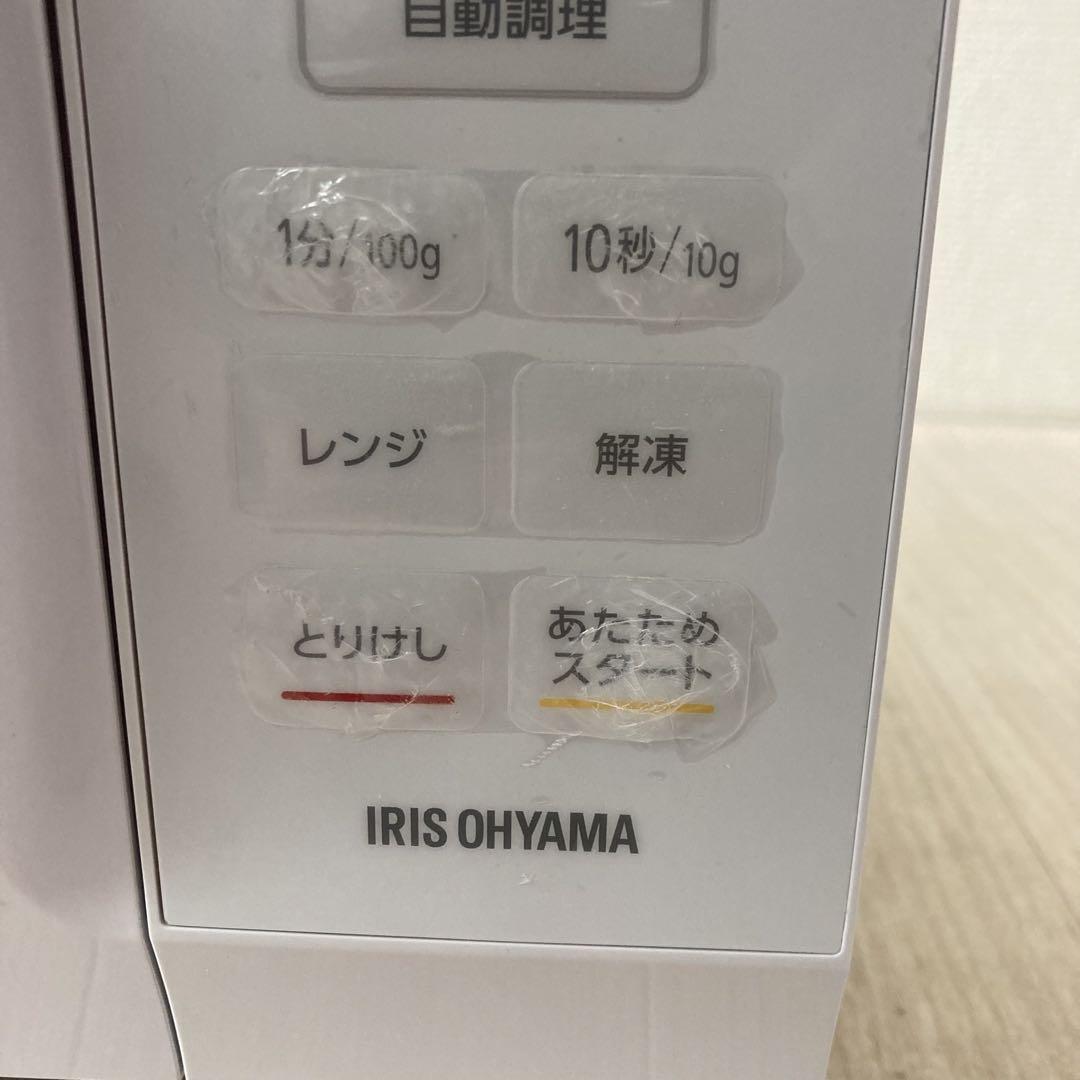 自動調理
1分/100g
10秒/10g
レンジ
解凍
とりけし
あたため
スタート
IRIS OHYAMA